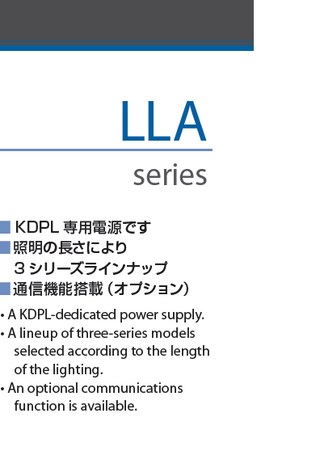 LLA
series
■ KDPL 専用電源です
■ 照明の長さにより
3 シリーズラインナップ
■ 通信機能搭載（オプション）
• A KDPL-dedicated power supply.
• A lineup of three-series models
selected according to the length
of the lighting.
• An optional communications
function is available.